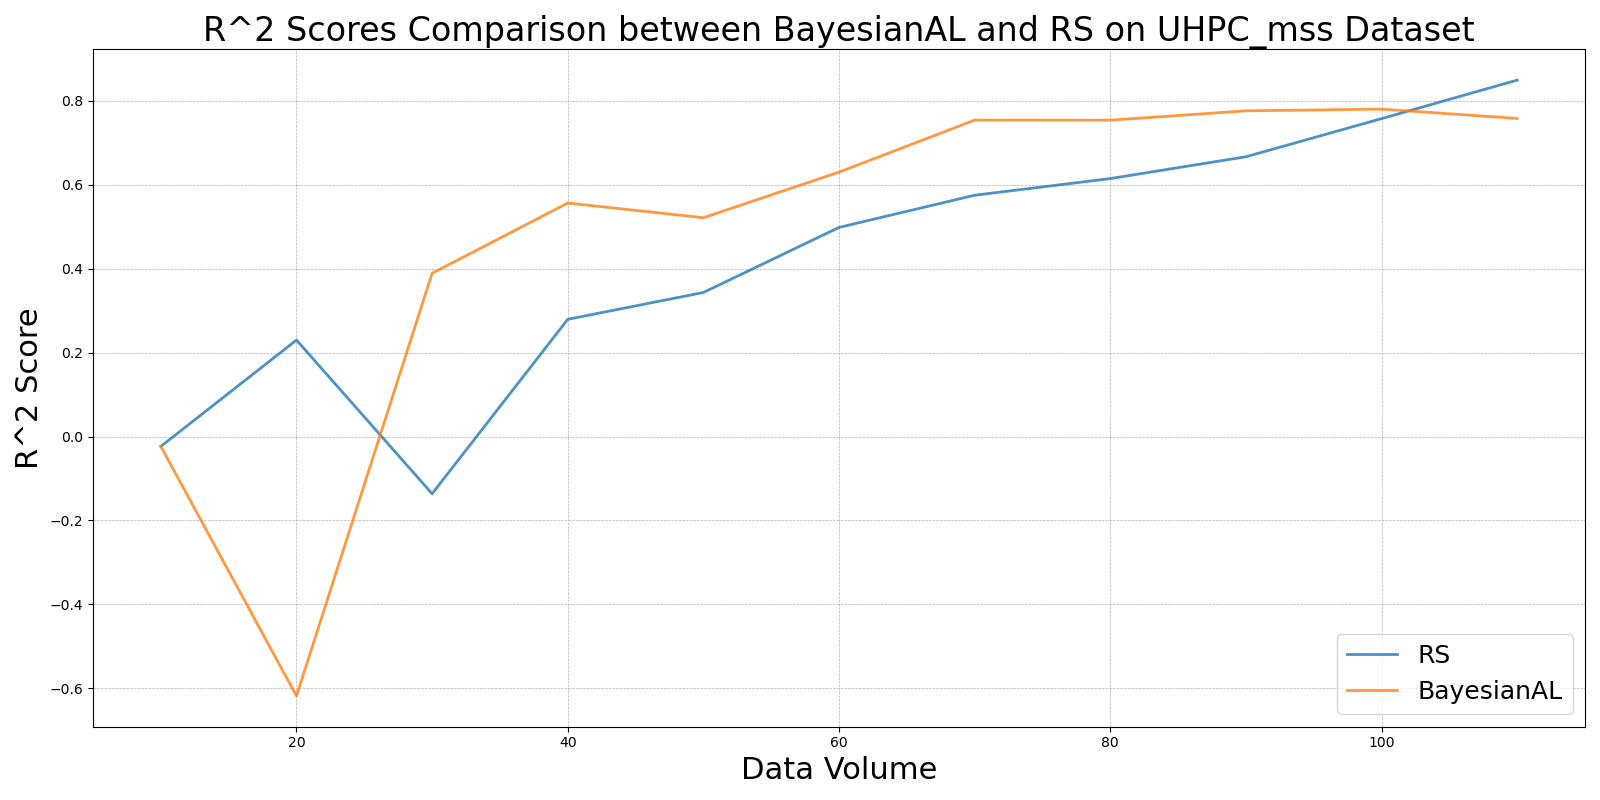 R^2 Scores Comparison between BayesianAL and RS on UHPC_mss Dataset
R^2 Score
0.8
0.6
0.4
0.2
0.0
−0.2
−0.4
−0.6
20
40
60
80
100
Data Volume
RS
BayesianAL